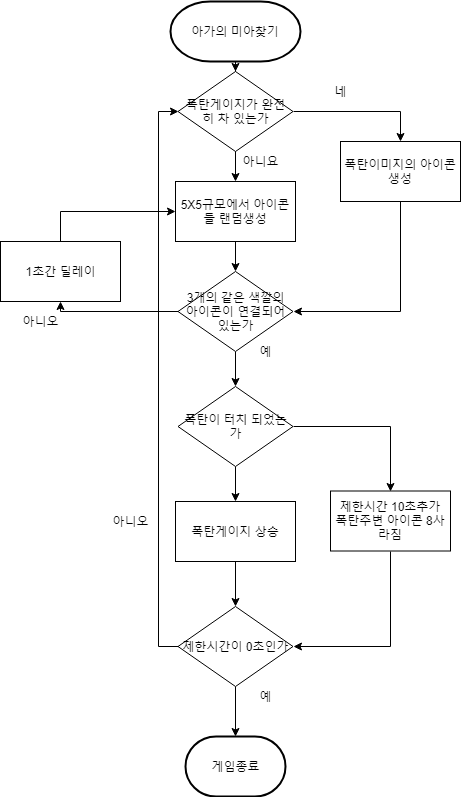 아가의 미아찾기
폭탄게이지가 완전
히 차 있는가
네
폭탄이미지의 아이콘
생성
아니요
5X5규모에서 아이콘
들 랜덤생성
1초간 딜레이
아니오
3개의 같은 색깔의
아이콘이 연결되어
있는가
예
폭탄이 터치 되었는
가
아니오
폭탄게이지 상승
제한시간 10초추가
폭탄주변 아이콘 8사
라짐
제한시간이 0초인가
예
게임종료